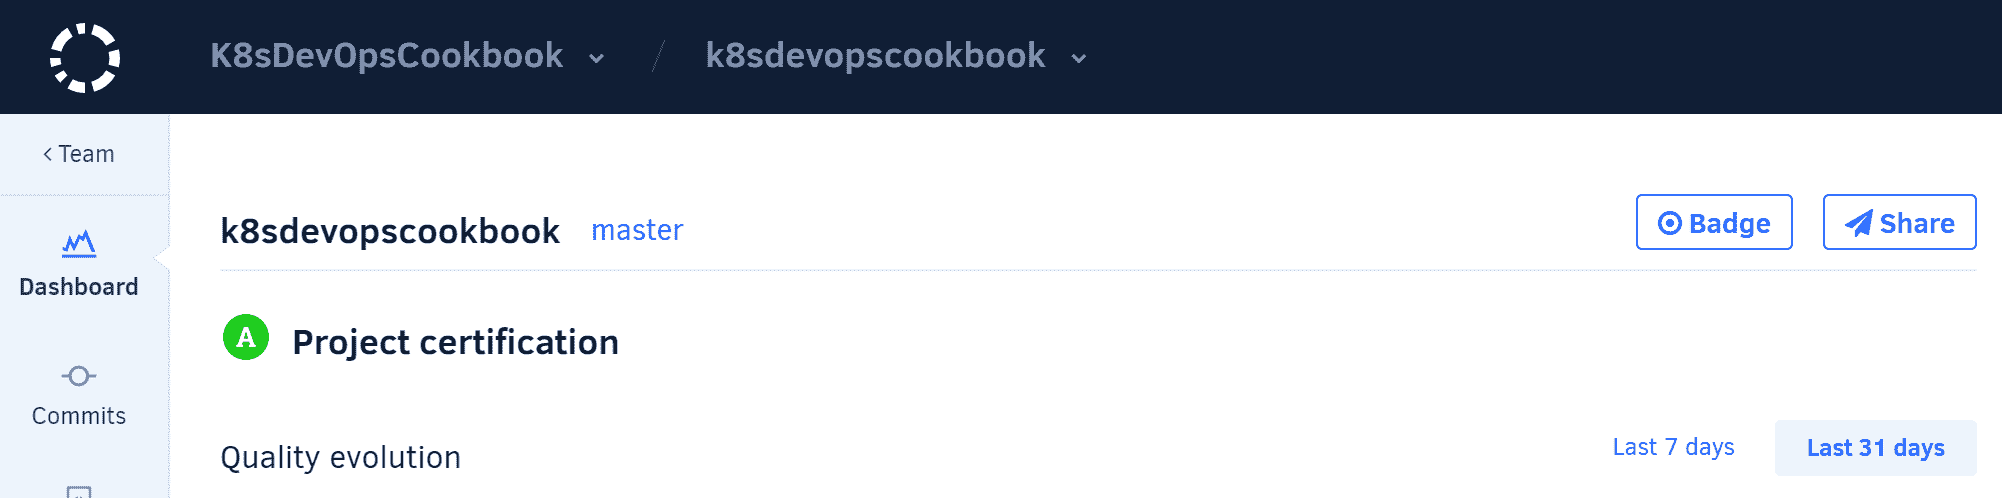 K8sDevOpsCookbook / k8sdevopscookbook
< Team
k8sdevopscookbook master
Badge
Share
Dashboard
A Project certification
Commits
Quality evolution
Last 7 days
Last 31 days